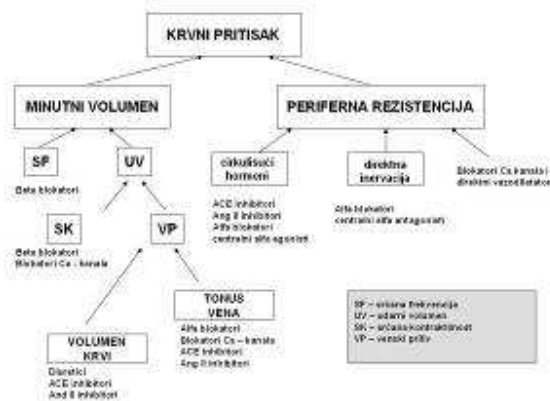 KRVNI PRITISAK
MINUTNI VOLUMEN
PERIFERNA REZISTENCIJA
SF
UV
cirkulisući
hormoni
direktna
inervacija
Blokatori Ca kanala i
direktni vazodilatatori
Beta blokatori
ACE inhibitori
Ang II inhibitori
Alfa blokatori
centralni alfa agonisti
Alfa blokatori
centralni alfa antagonisti
SK
VP
Beta blokatori
Blokatori Ca - kanala
TONUS
VENA
Alfa blokatori
Blokatori Ca – kanala
ACE inhibitori
Ang II inhibitori
VOLUMEN
KRVI
Diuretici
ACE inhibitori
And II inhibitori
SF – srčana frekvencija
UV – udarni volumen
SK – srčana kontraktilnost
VP – venski priliv